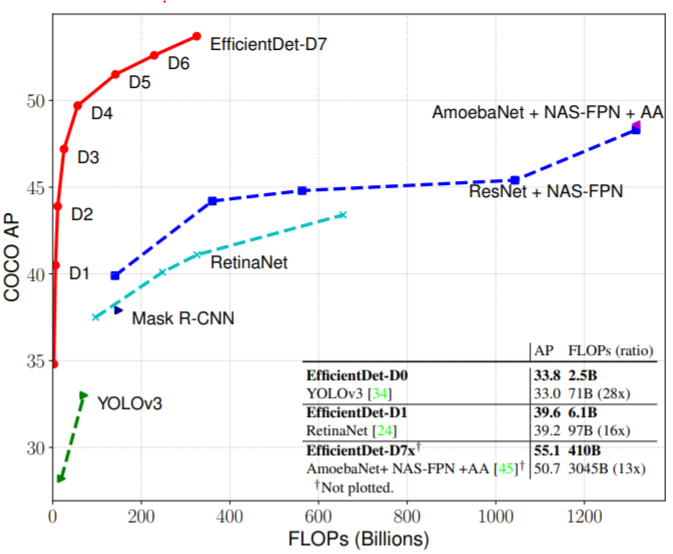 EfficientDet-D7
D6
D5
D4
AmoebaNet + NAS-FPN + AA
D3
ResNet + NAS-FPN
D2
D1
RetinaNet
Mask R-CNN
YOLOv3
COCO AP
50
45
40
35
30
AP FLOPs (ratio)
EfficientDet-D0 33.8 2.5B
YOLOv3 [34] 33.0 71B (28x)
EfficientDet-D1 39.6 6.1B
RetinaNet [24] 39.2 97B (16x)
EfficientDet-D7x† 55.1 410B
AmoebaNet+ NAS-FPN +AA [45]† 50.7 3045B (13x)
†Not plotted.
0 200 400 600 800 1000 1200
FLOPs (Billions)